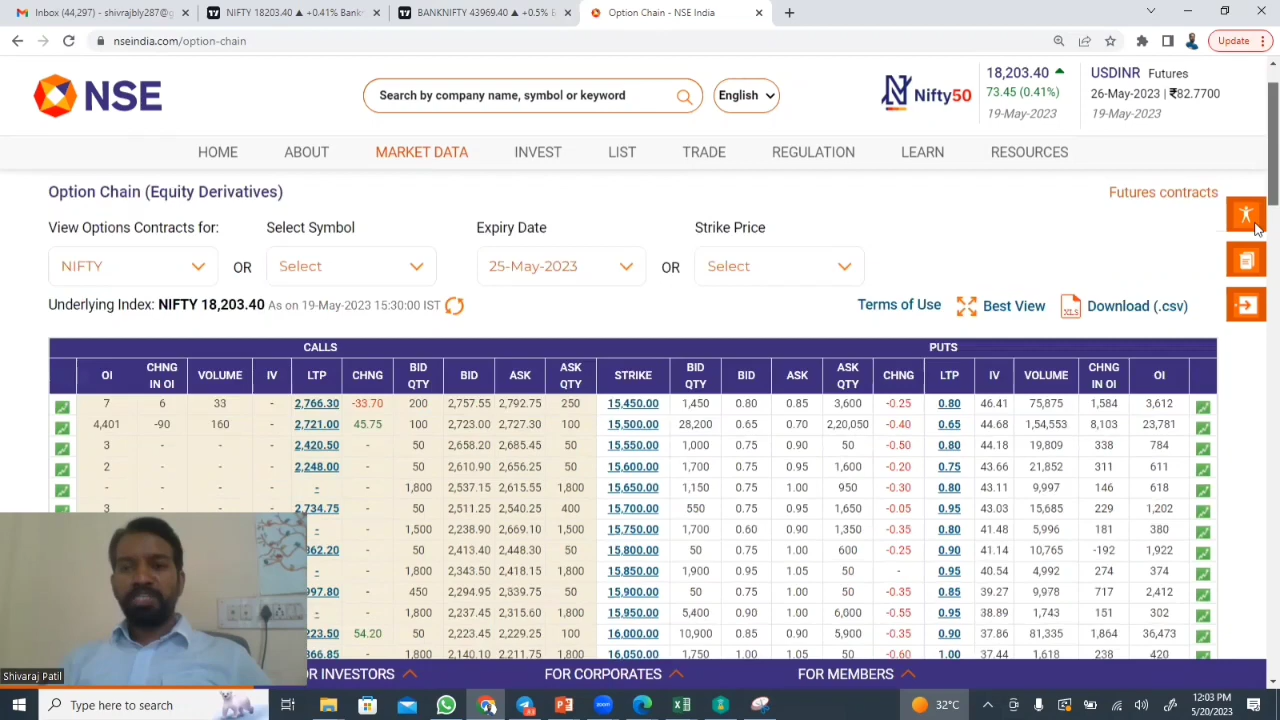 Inbox (44,297) - shivarajby287@g
NIFTY 18203.40 ▲ +0.41% Bank
BANKNIFTY 43969.40 ▲ +0.5% B
Option Chain - NSE India
nseindia.com/option-chain
Update
NSE
Search by company name, symbol or keyword
English
Nifty50
18,203.40
73.45 (0.41%)
19-May-2023
USDINR Futures
26-May-2023 | ₹82.7700
19-May-2023
HOME ABOUT MARKET DATA INVEST LIST TRADE REGULATION LEARN RESOURCES
Option Chain (Equity Derivatives)
Futures contracts
View Options Contracts for: Select Symbol Expiry Date Strike Price
NIFTY OR Select 25-May-2023 OR Select
Underlying Index: NIFTY 18,203.40 As on 19-May-2023 15:30:00 IST
Terms of Use Best View XLS Download (.csv)
CALLS PUTS
OI CHNG IN OI VOLUME IV LTP CHNG BID QTY BID ASK ASK QTY STRIKE BID QTY BID ASK ASK QTY CHNG LTP IV VOLUME CHNG IN OI OI
7 6 33 - 2,766.30 -33.70 200 2,757.55 2,792.75 250 15,450.00 1,450 0.80 0.85 3,600 -0.25 0.80 46.41 75,875 1,584 3,612
4,401 -90 160 - 2,721.00 45.75 100 2,723.00 2,727.30 100 15,500.00 28,200 0.65 0.70 2,20,050 -0.40 0.65 44.68 1,54,553 8,103 23,781
3 - - - 2,420.50 - 50 2,658.20 2,685.45 50 15,550.00 1,000 0.75 0.90 50 -0.50 0.80 44.18 19,809 338 784
2 - - - 2,248.00 - 50 2,610.90 2,656.25 50 15,600.00 1,700 0.75 0.95 1,600 -0.20 0.75 43.66 21,852 311 611
- - - - - - 1,800 2,537.15 2,615.55 1,800 15,650.00 1,150 0.75 1.00 950 -0.30 0.80 43.11 9,997 146 618
3 - - - 2,734.75 - 50 2,511.25 2,540.25 400 15,700.00 550 0.75 0.95 1,650 -0.05 0.95 43.03 15,685 229 1,202
- - 1,500 2,238.90 2,669.10 1,500 15,750.00 1,700 0.60 0.90 1,350 -0.35 0.80 41.48 5,996 181 380
362.20 - 50 2,413.40 2,448.30 50 15,800.00 50 0.75 1.00 600 -0.25 0.90 41.14 10,765 -192 1,922
- - 1,800 2,343.50 2,418.15 1,800 15,850.00 1,900 0.95 1.05 50 - 0.95 40.54 4,992 274 374
997.80 - 450 2,294.95 2,339.75 50 15,900.00 50 0.75 1.00 50 -0.35 0.85 39.27 9,978 717 2,412
- - 1,800 2,237.45 2,315.60 1,800 15,950.00 5,400 0.90 1.00 6,000 -0.55 0.95 38.89 1,743 151 302
223.50 54.20 50 2,223.45 2,229.25 100 16,000.00 10,900 0.85 0.90 5,900 -0.35 0.90 37.86 81,335 1,864 36,473
366.85 - 1,800 2,140.10 2,211.75 1,800 16,050.00 1,750 1.00 1.05 50 -0.60 1.00 37.44 1,618 238 420
OR INVESTORS FOR CORPORATES FOR MEMBERS
Shivaraj Patil
Type here to search
zoom
32°C
12:03 PM
5/20/2023